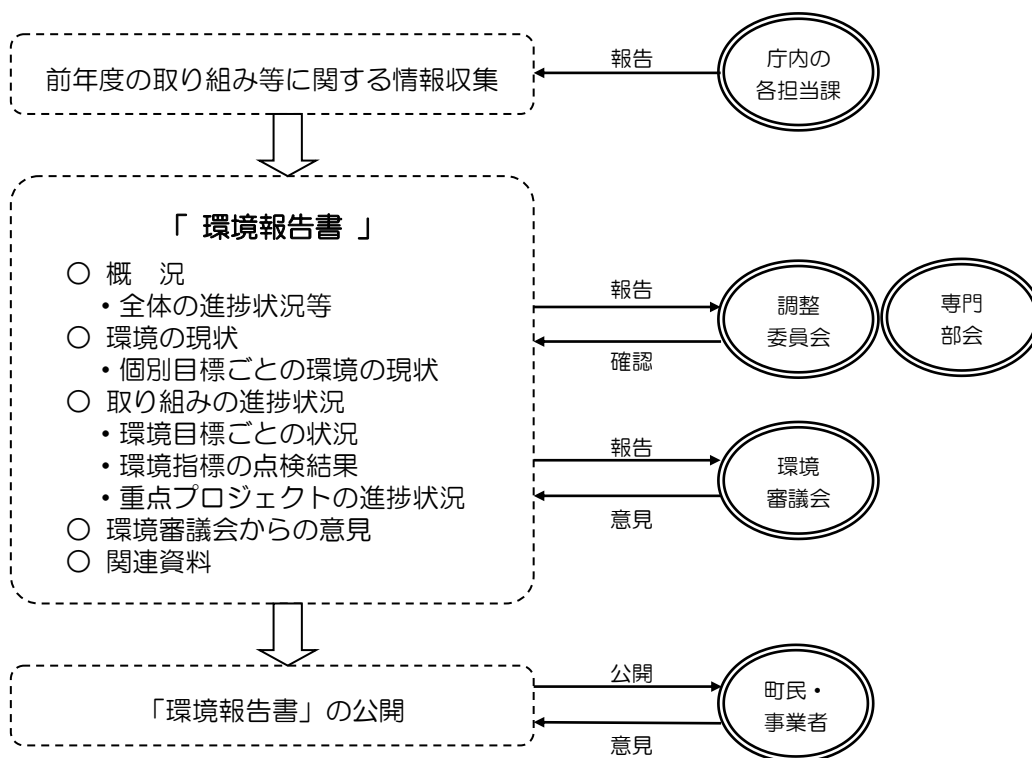 前年度の取り組み等に関する情報収集
報告
庁内の
各担当課
「 環境報告書 」
○ 概　況
・全体の進捗状況等
○ 環境の現状
・個別目標ごとの環境の現状
○ 取り組みの進捗状況
・環境目標ごとの状況
・環境指標の点検結果
・重点プロジェクトの進捗状況
○ 環境審議会からの意見
○ 関連資料
報告
確認
調整
委員会
専門
部会
報告
意見
環境
審議会
「環境報告書」の公開
公開
意見
町民・
事業者